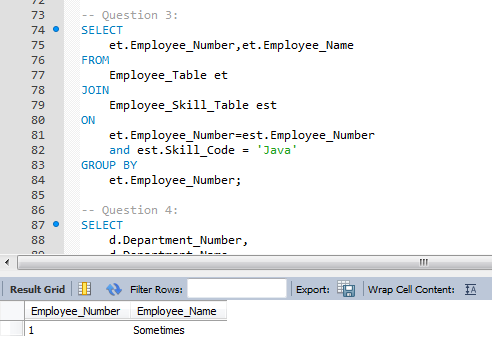 72
73 -- Question 3:
74 SELECT
75 et.Employee_Number,et.Employee_Name
76 FROM
77 Employee_Table et
78 JOIN
79 Employee_Skill_Table est
80 ON
81 et.Employee_Number=est.Employee_Number
82 and est.Skill_Code = 'Java'
83 GROUP BY
84 et.Employee_Number;
85
86 -- Question 4:
87 SELECT
88 d.Department_Number,
89 d.Department_Name
Result Grid Filter Rows: Export: Wrap Cell Content: IA
Employee_Number Employee_Name
1 Sometimes